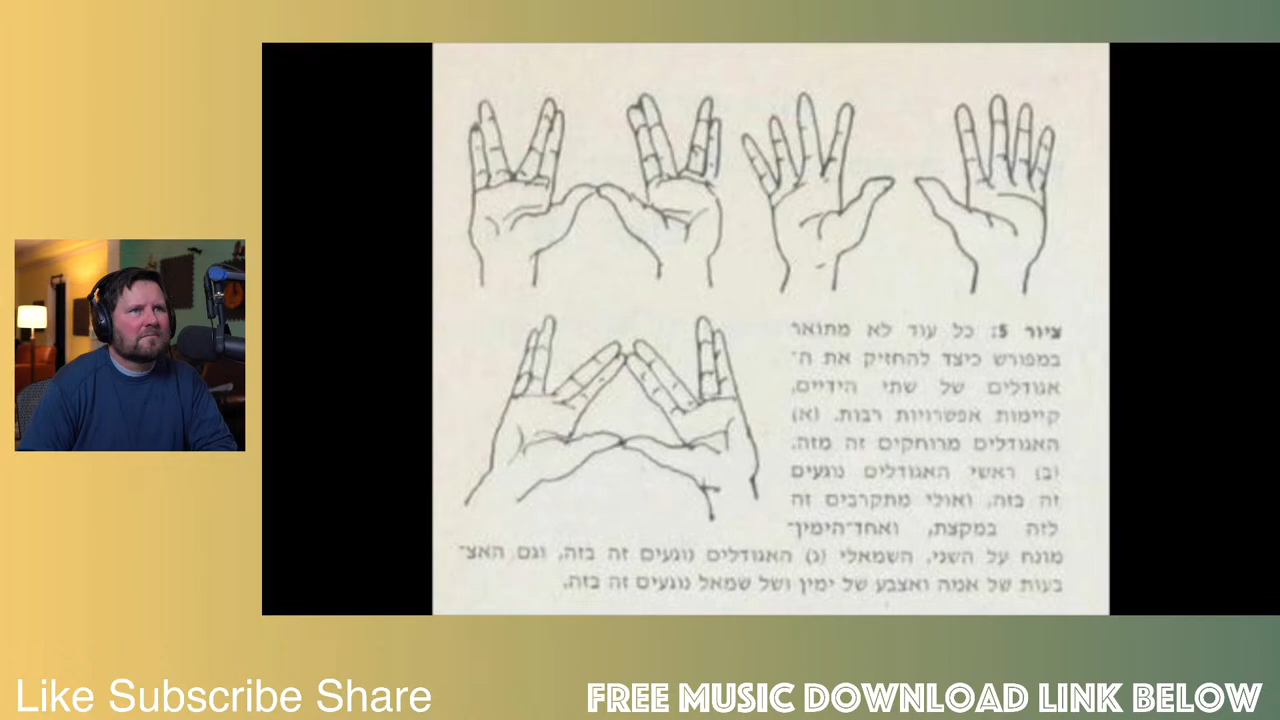 ציור 5: כל עוד לא מתואר
במפורש כיצד להחזיק את ה־
אגודלים של שתי הידיים,
קיימות אפשרויות רבות. (א)
האגודלים מרוחקים זה מזה.
(ב) ראשי האגודלים נוגעים
זה בזה, ואולי מתקרבים זה
לזה במקצת, ואחד־הימין־
מונח על השני, השמאלי (ג) האגודלים נוגעים זה בזה, וגם האצ־
בעות של אמה ואצבע של ימין ושל שמאל נוגעים זה בזה.
Like Subscribe Share
FREE MUSIC DOWNLOAD LINK BELOW